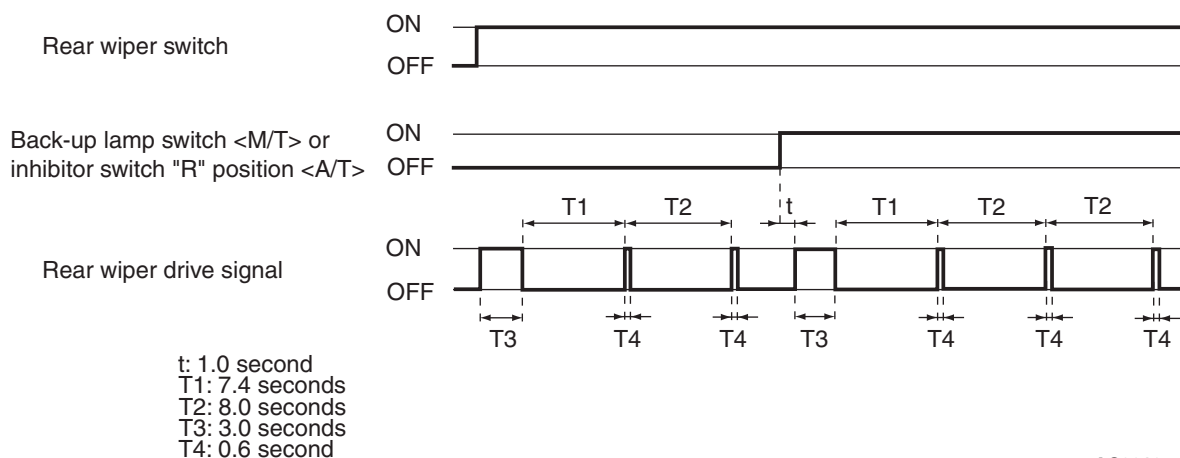 Rear wiper switch
ON
OFF
Back-up lamp switch <M/T> or
inhibitor switch "R" position <A/T>
ON
OFF
T1 T2 t T1 T2 T2
Rear wiper drive signal
ON
OFF
T3 T4 T4 T3 T4 T4 T4
t: 1.0 second
T1: 7.4 seconds
T2: 8.0 seconds
T3: 3.0 seconds
T4: 0.6 second